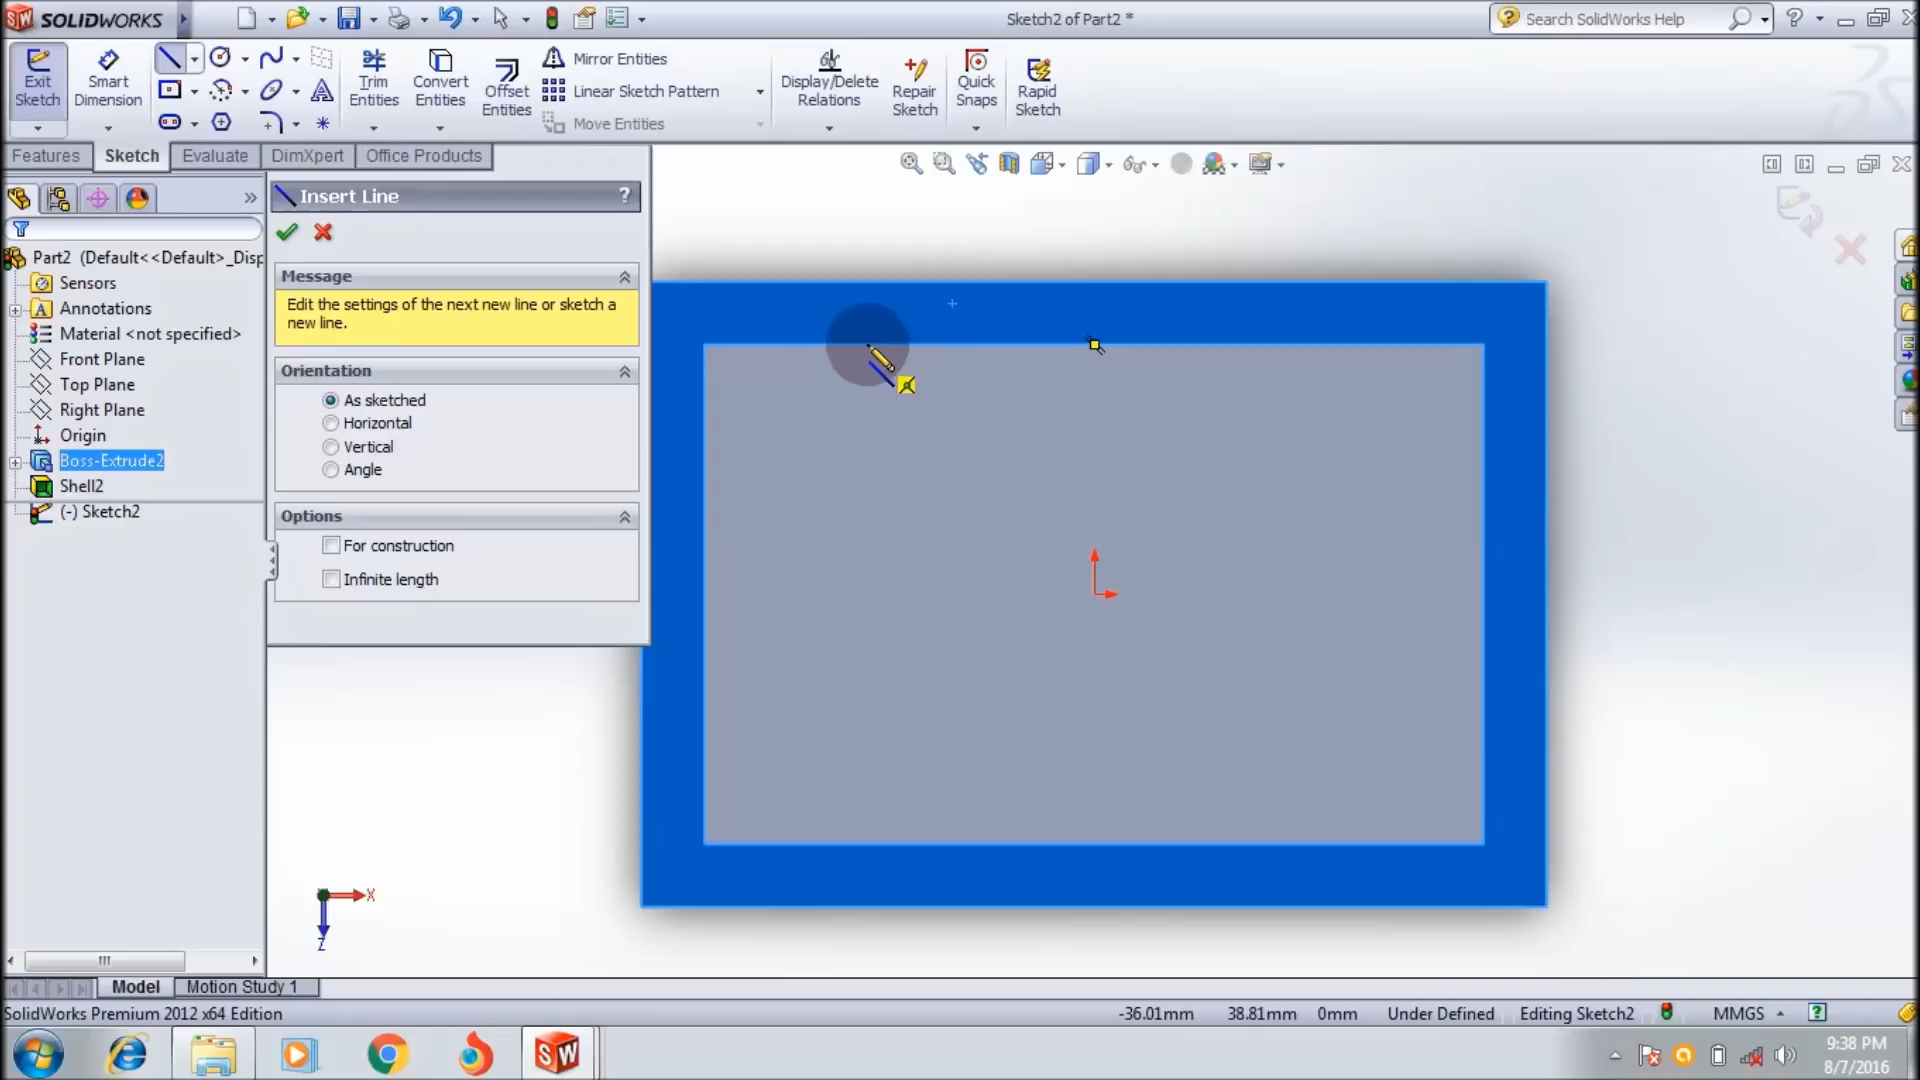 SOLIDWORKS
Sketch2 of Part2 *
Search SolidWorks Help
Exit Sketch
Smart Dimension
Trim Entities
Convert Entities
Offset Entities
Mirror Entities
Linear Sketch Pattern
Move Entities
Display/Delete Relations
Repair Sketch
Quick Snaps
Rapid Sketch
Features
Sketch
Evaluate
DimXpert
Office Products
Insert Line
?
Part2 (Default<<Default>_Disp
Sensors
Annotations
Material <not specified>
Front Plane
Top Plane
Right Plane
Origin
Boss-Extrude2
Shell2
(-) Sketch2
Message
Edit the settings of the next new line or sketch a
new line.
Orientation
As sketched
Horizontal
Vertical
Angle
Options
For construction
Infinite length
X
Z
Model
Motion Study 1
SolidWorks Premium 2012 x64 Edition
-36.01mm
38.81mm
0mm
Under Defined
Editing Sketch2
MMGS
9:38 PM
8/7/2016